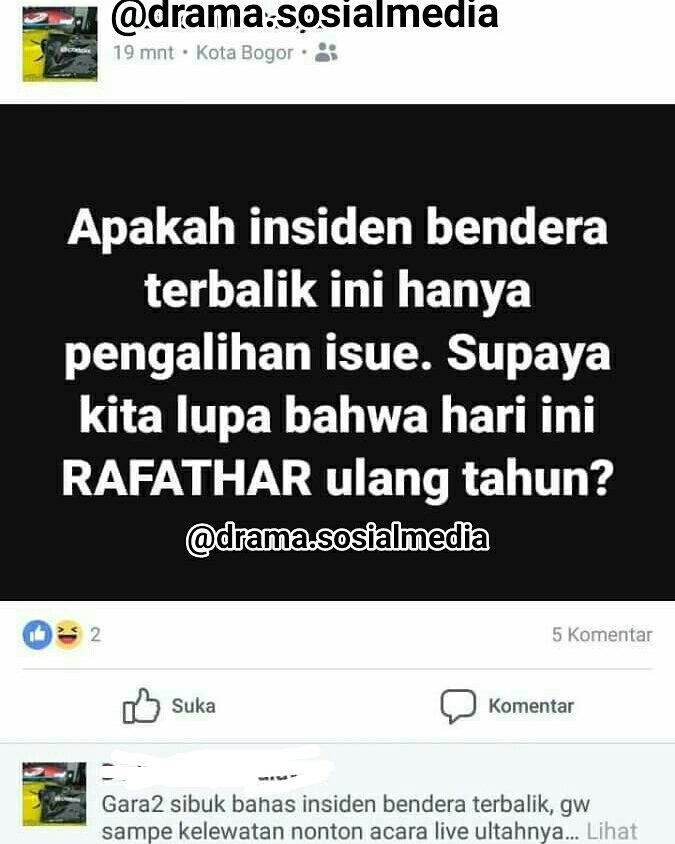 @drama.sosialmedia
19 mnt • Kota Bogor •
Apakah insiden bendera
terbalik ini hanya
pengalihan isue. Supaya
kita lupa bahwa hari ini
RAFATHAR ulang tahun?
@drama.sosialmedia
2
5 Komentar
Suka
Komentar
Gara2 sibuk bahas insiden bendera terbalik, gw
sampe kelewatan nonton acara live ultahnya... Lihat